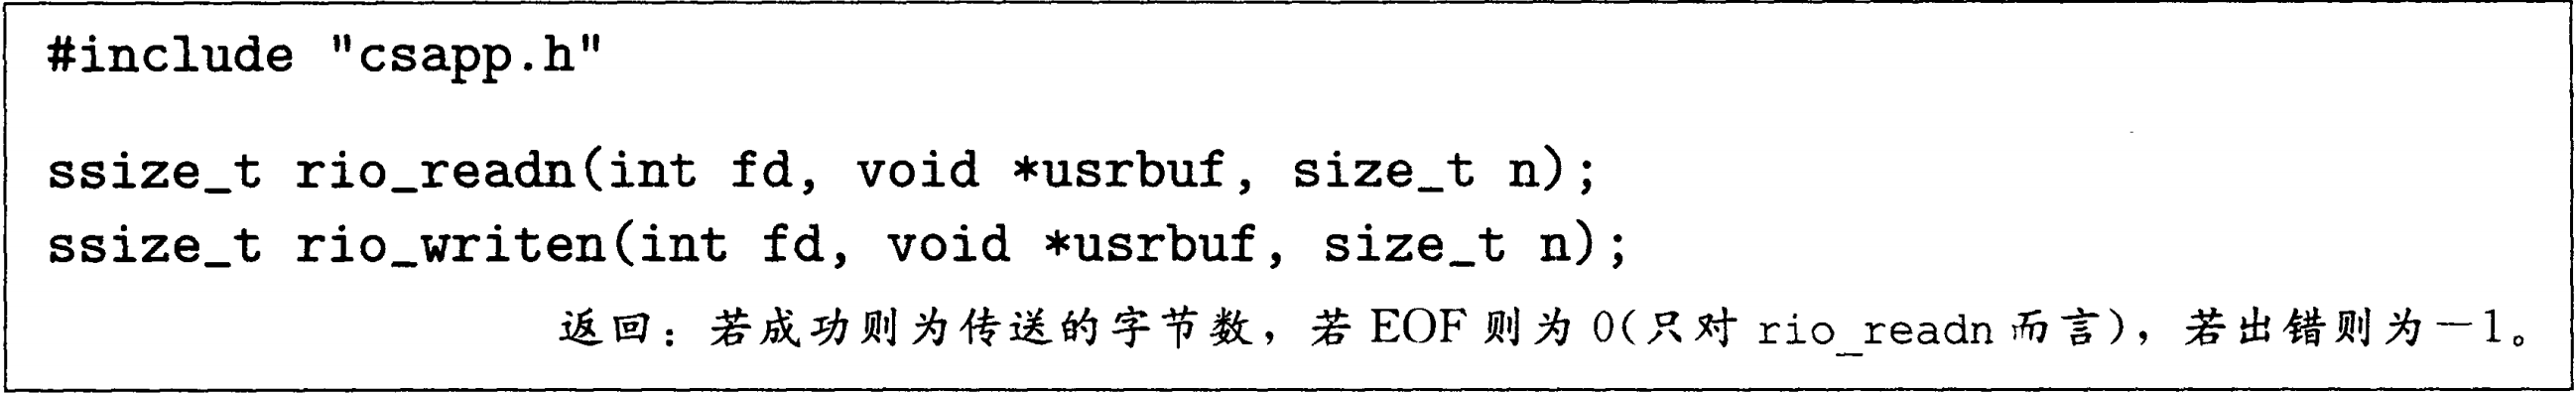 #include "csapp.h"
ssize_t rio_readn(int fd, void *usrbuf, size_t n);
ssize_t rio_writen(int fd, void *usrbuf, size_t n);
返回：若成功则为传送的字节数，若 EOF 则为 0(只对 rio_readn 而言)，若出错则为－1。